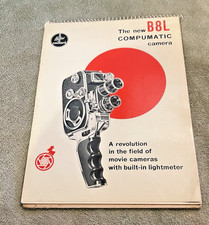 The new B8L
COMPUMATIC
camera
A revolution
in the field of
movie cameras
with built-in lightmeter